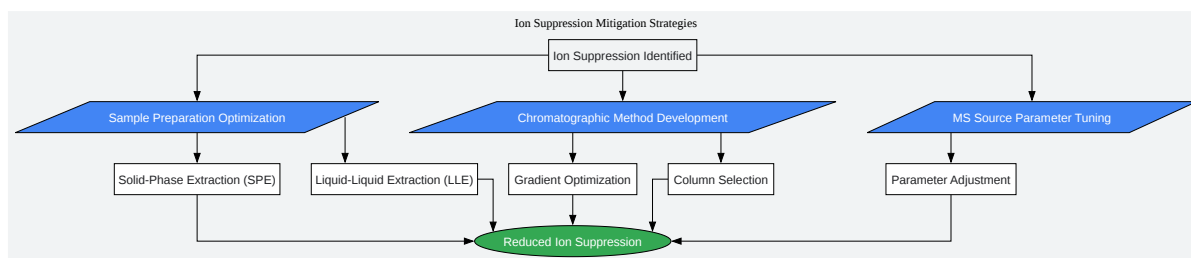 Ion Suppression Mitigation Strategies
Ion Suppression Identified
Sample Preparation Optimization
Chromatographic Method Development
MS Source Parameter Tuning
Solid-Phase Extraction (SPE)
Liquid-Liquid Extraction (LLE)
Gradient Optimization
Column Selection
Parameter Adjustment
Reduced Ion Suppression